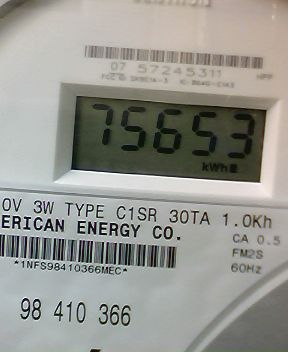 07 57245311
75653
kWh
0V 3W TYPE C1SR 30TA 1.0Kh
ERICAN ENERGY CO.
CA 0.5
FM2S
60Hz
*1NFS98410366MEC*
98 410 366